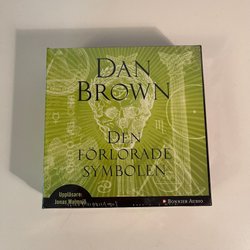 DAN
BROWN
DEN
FÖRLORADE
SYMBOLEN
Uppläsare:
Jonas Malmsjö
BONNIER AUDIO